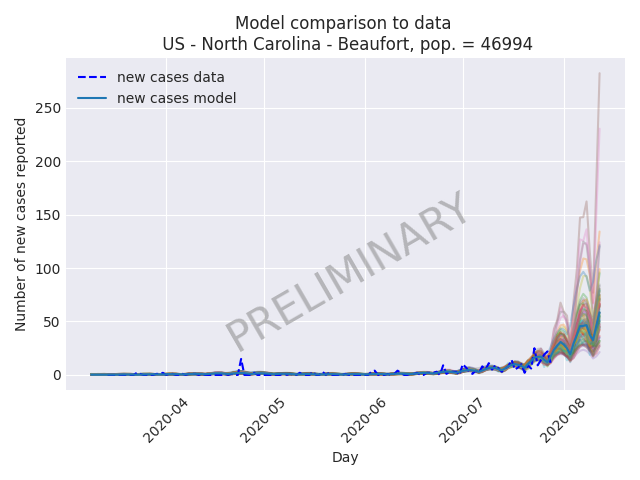 Model comparison to data
US - North Carolina - Beaufort, pop. = 46994
new cases data
new cases model
Number of new cases reported
250
200
150
100
50
0
PRELIMINARY
2020-04
2020-05
2020-06
2020-07
2020-08
Day